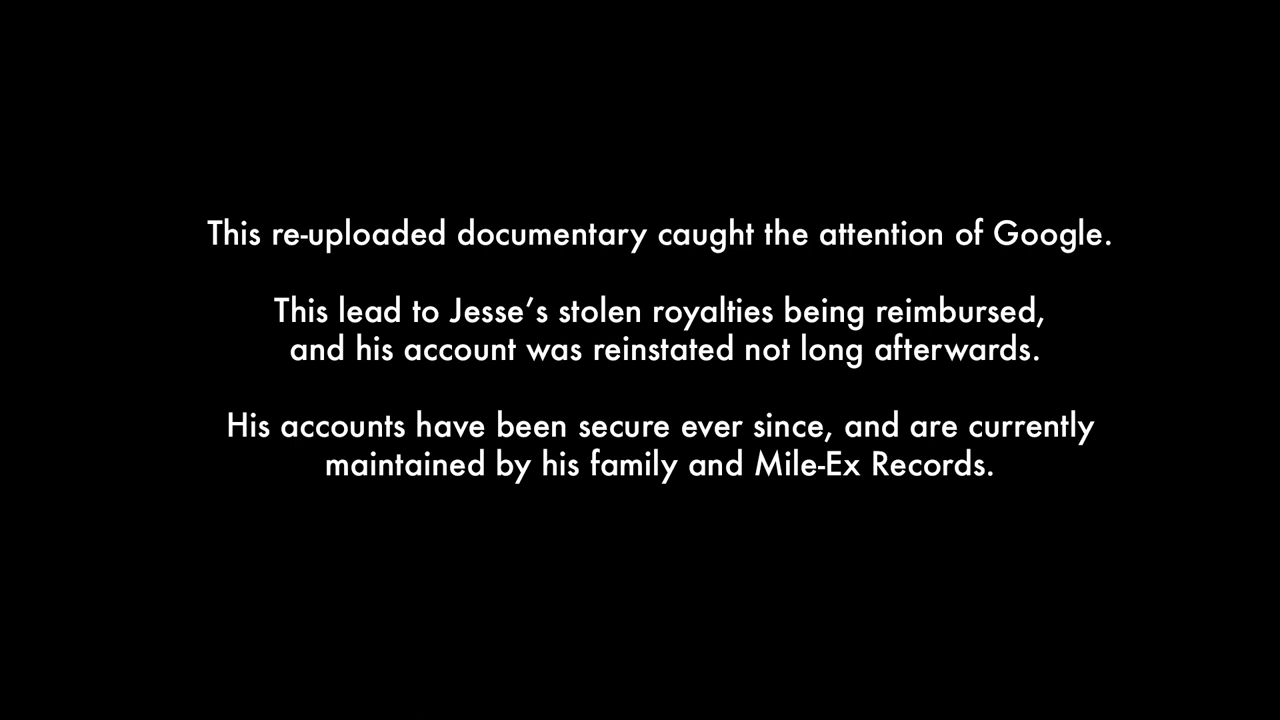 This re-uploaded documentary caught the attention of Google.
This lead to Jesse’s stolen royalties being reimbursed,
and his account was reinstated not long afterwards.
His accounts have been secure ever since, and are currently
maintained by his family and Mile-Ex Records.